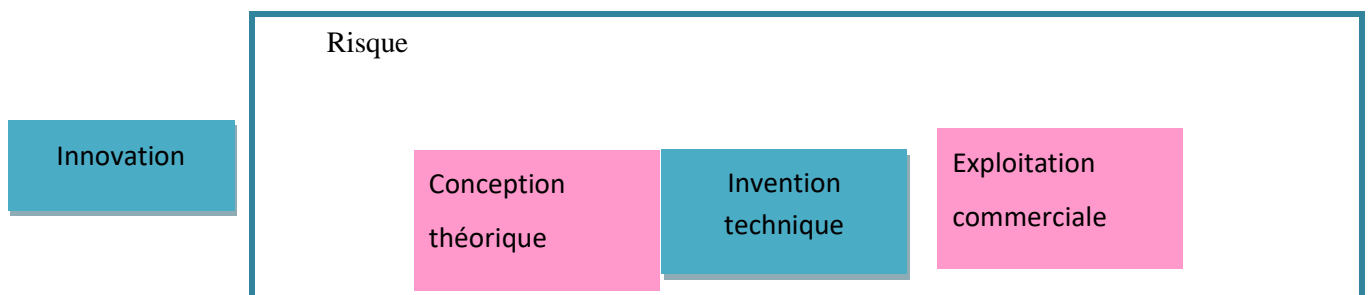 Risque
Innovation
Conception
théorique
Invention
technique
Exploitation
commerciale